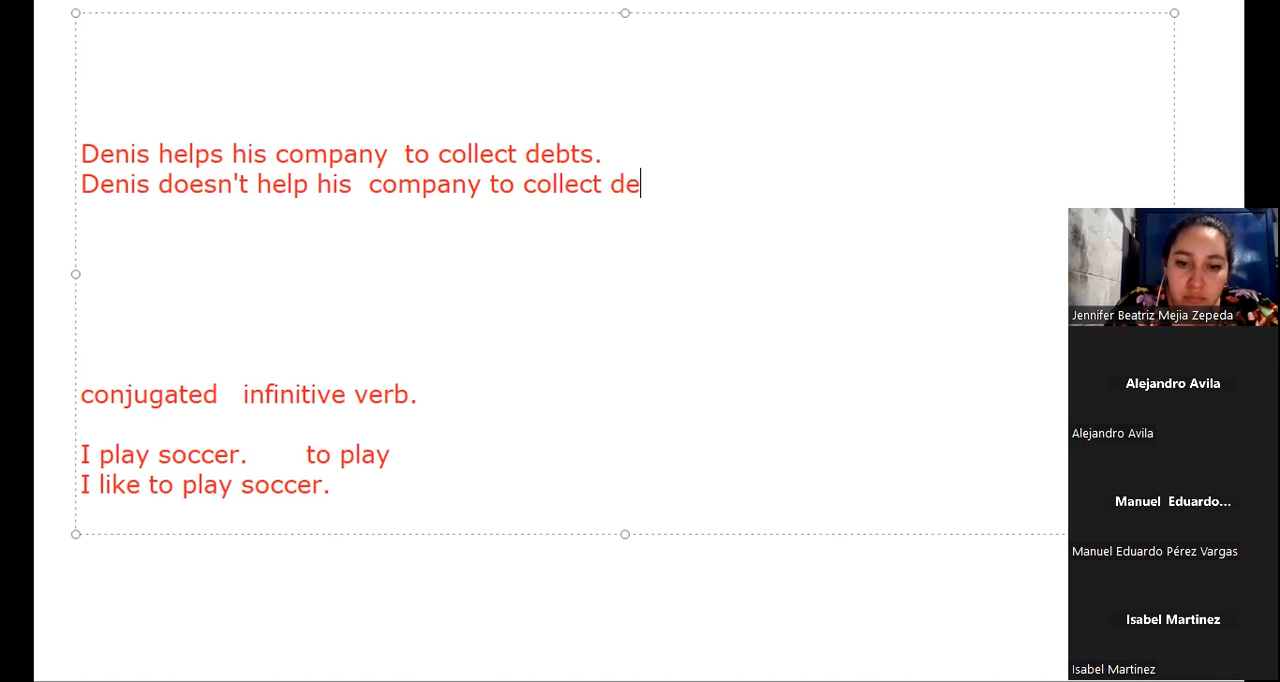 Denis helps his company  to collect debts.
Denis doesn't help his  company to collect de
conjugated   infinitive verb.
I play soccer.       to play
I like to play soccer.
Jennifer Beatriz Mejia Zepeda
Alejandro Avila
Alejandro Avila
Manuel  Eduardo...
Manuel Eduardo Pérez Vargas
Isabel Martinez
Isabel Martinez